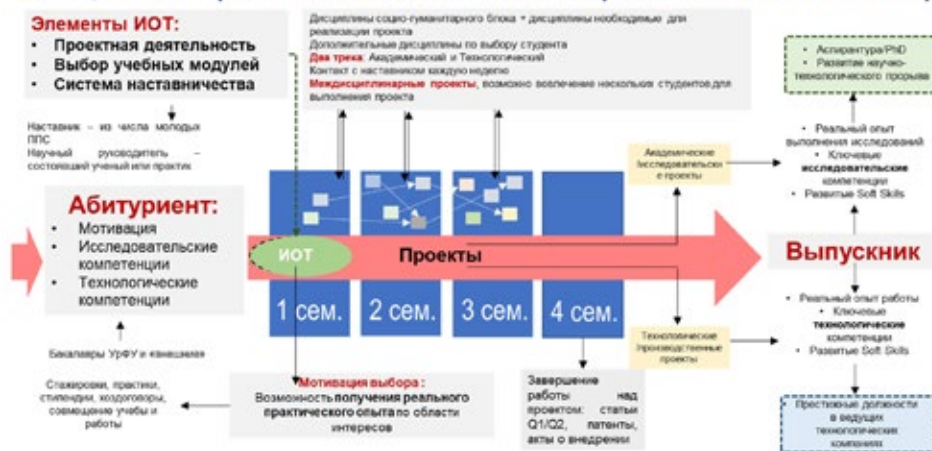 Элементы ИОТ:
• Проектная деятельность
• Выбор учебных модулей
• Система наставничества
Дисциплины социо-гуманитарного блока + дисциплины необходимые для
реализации проекта
Дополнительные дисциплины по выбору студента
Два трека: Академический и Технологический
Контакт с наставником каждую неделю
Междисциплинарные проекты, возможно вовлечение нескольких студентов для
выполнения проекта
• Аспирантура/PhD
• Развитие научно-
технологического прорыва
Наставник – из числа молодых
ППС
Научный руководитель –
состоявший ученый или практик
Академические
/исследовательски
е проекты
• Реальный опыт
выполнения исследований
• Ключевые
исследовательские
компетенции
• Развитые Soft Skills
Абитуриент:
• Мотивация
• Исследовательские
компетенции
• Технологические
компетенции
ИОТ
Проекты
Выпускник
1 сем.
2 сем.
3 сем.
4 сем.
Технологические
/производственные
проекты
• Реальный опыт работы
• Ключевые
технологические
компетенции
• Развитые Soft Skills
Бакалавры УрФУ и «внешние»
Стажировки, практики,
стипендии, хоздоговоры,
совмещение учебы и
работы
Мотивация выбора :
Возможность получения реального
практического опыта по области
интересов
Завершение
работы над
проектом: статьи
Q1/Q2, патенты,
акты о внедрении
• Престижные должности
в ведущих
технологических
компаниях